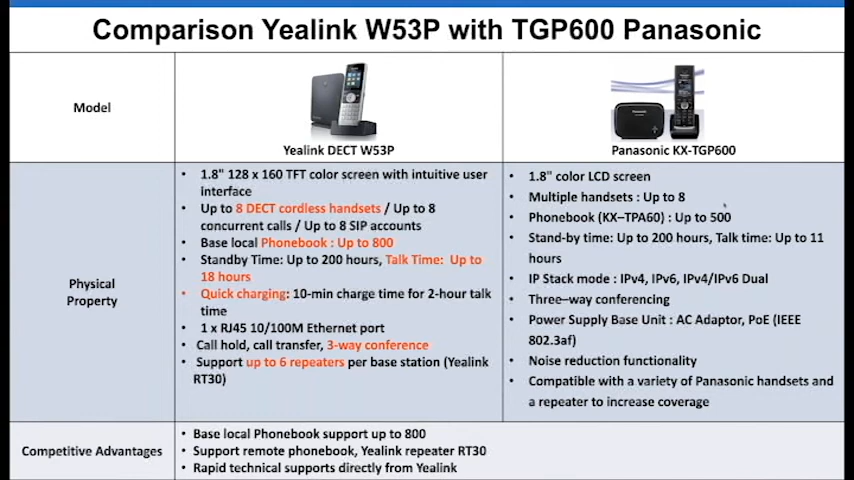 Comparison Yealink W53P with TGP600 Panasonic
Model
Yealink DECT W53P
Panasonic KX-TGP600
Physical
Property
• 1.8" 128 x 160 TFT color screen with intuitive user
interface
• Up to 8 DECT cordless handsets / Up to 8
concurrent calls / Up to 8 SIP accounts
• Base local Phonebook : Up to 800
• Standby Time: Up to 200 hours, Talk Time: Up to
18 hours
• Quick charging: 10-min charge time for 2-hour talk
time
• 1 x RJ45 10/100M Ethernet port
• Call hold, call transfer, 3-way conference
• Support up to 6 repeaters per base station (Yealink
RT30)
• 1.8" color LCD screen
• Multiple handsets : Up to 8
• Phonebook (KX–TPA60) : Up to 500
• Stand-by time: Up to 200 hours, Talk time: Up to 11
hours
• IP Stack mode : IPv4, IPv6, IPv4/IPv6 Dual
• Three–way conferencing
• Power Supply Base Unit : AC Adaptor, PoE (IEEE
802.3af)
• Noise reduction functionality
• Compatible with a variety of Panasonic handsets and
a repeater to increase coverage
Competitive Advantages
• Base local Phonebook support up to 800
• Support remote phonebook, Yealink repeater RT30
• Rapid technical supports directly from Yealink